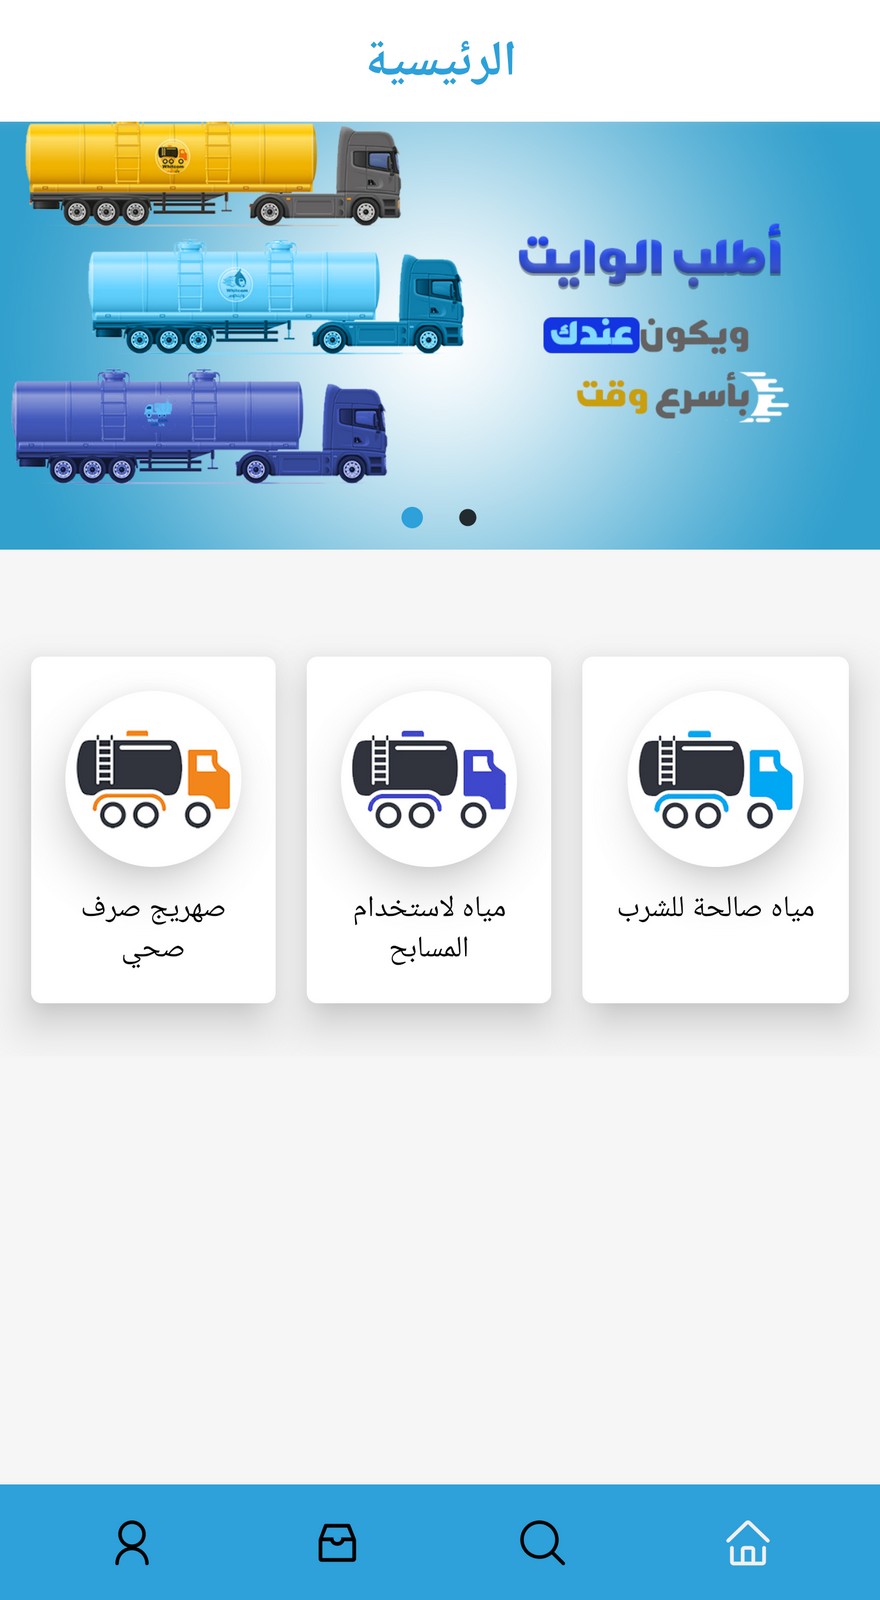 الرئيسية
أطلب الوايت
ويكون عندك
بأسرع وقت
مياه صالحة للشرب
مياه لاستخدام
المسابح
صهريج صرف
صحي